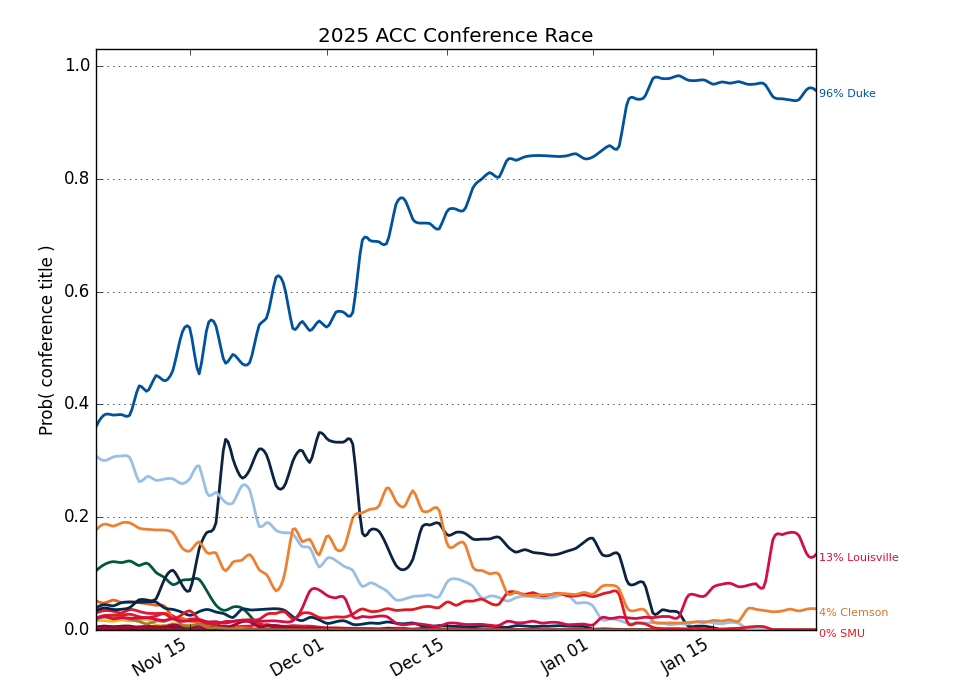 2025 ACC Conference Race
Prob( conference title )
1.0
0.8
0.6
0.4
0.2
0.0
96% Duke
13% Louisville
4% Clemson
0% SMU
Nov 15
Dec 01
Dec 15
Jan 01
Jan 15